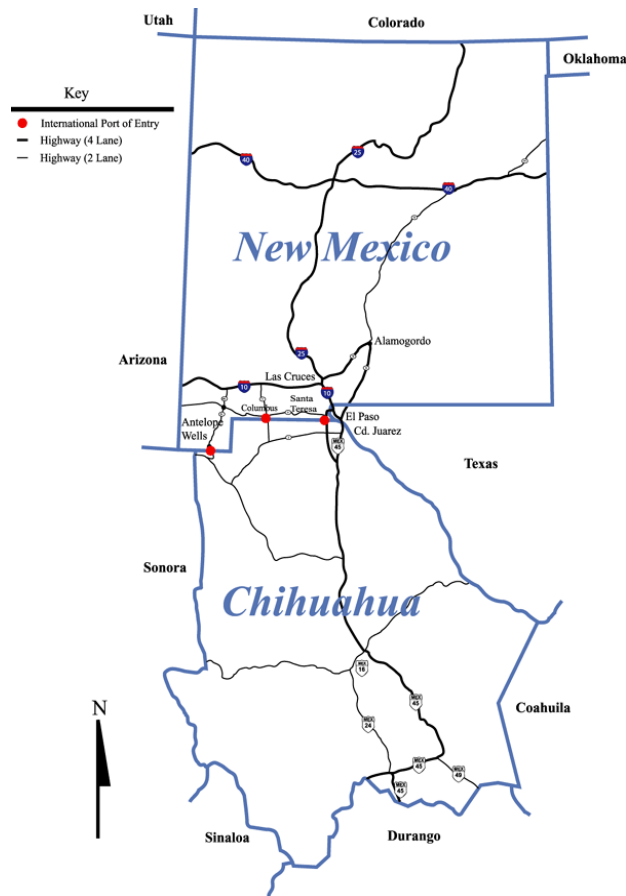 Utah
Colorado
Oklahoma
Key
International Port of Entry
Highway (4 Lane)
Highway (2 Lane)
25
40
40
New Mexico
Alamogordo
25
Arizona
Las Cruces
10
10
Santa
Teresa
Columbus
El Paso
Antelope
Wells
Cd. Juarez
MEX
45
Texas
Sonora
Chihuahua
MEX
16
N
MEX
45
Coahuila
MEX
24
MEX
45
MEX
49
MEX
45
Sinaloa
Durango